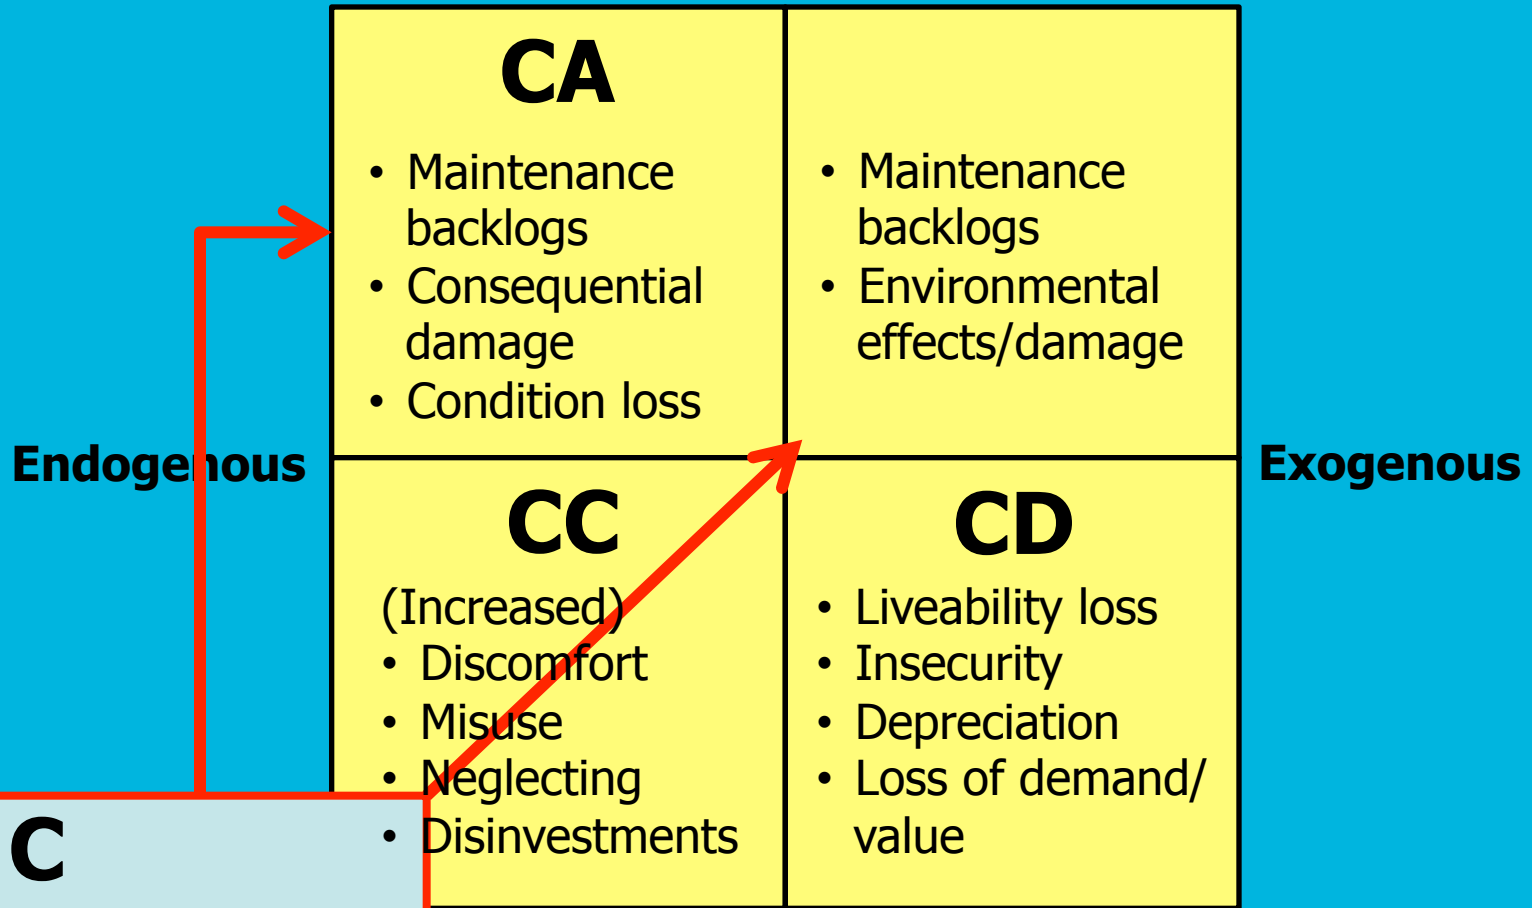 CA
• Maintenance
backlogs
• Consequential
damage
• Condition loss
• Maintenance
backlogs
• Environmental
effects/damage
Endogenous
Exogenous
CC
(Increased)
• Discomfort
• Misuse
• Neglecting
• Disinvestments
CD
• Liveability loss
• Insecurity
• Depreciation
• Loss of demand/
value
C